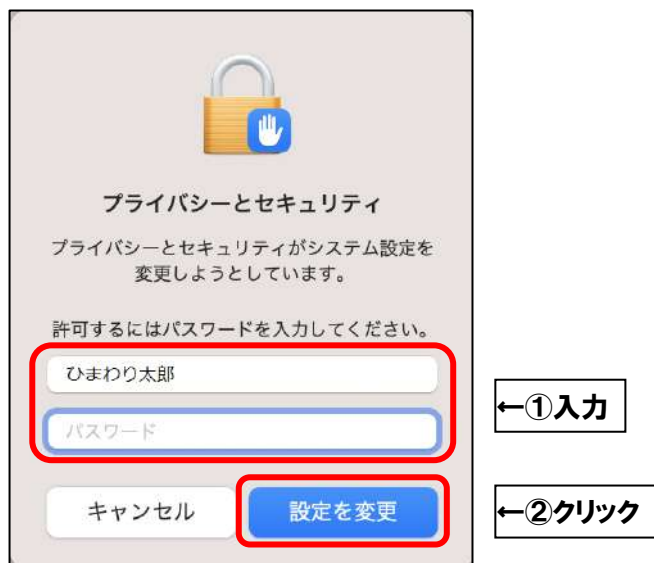 プライバシーとセキュリティ
プライバシーとセキュリティがシステム設定を
変更しようとしています。
許可するにはパスワードを入力してください。
ひまわり太郎
←①入力
パスワード
キャンセル
設定を変更
←②クリック